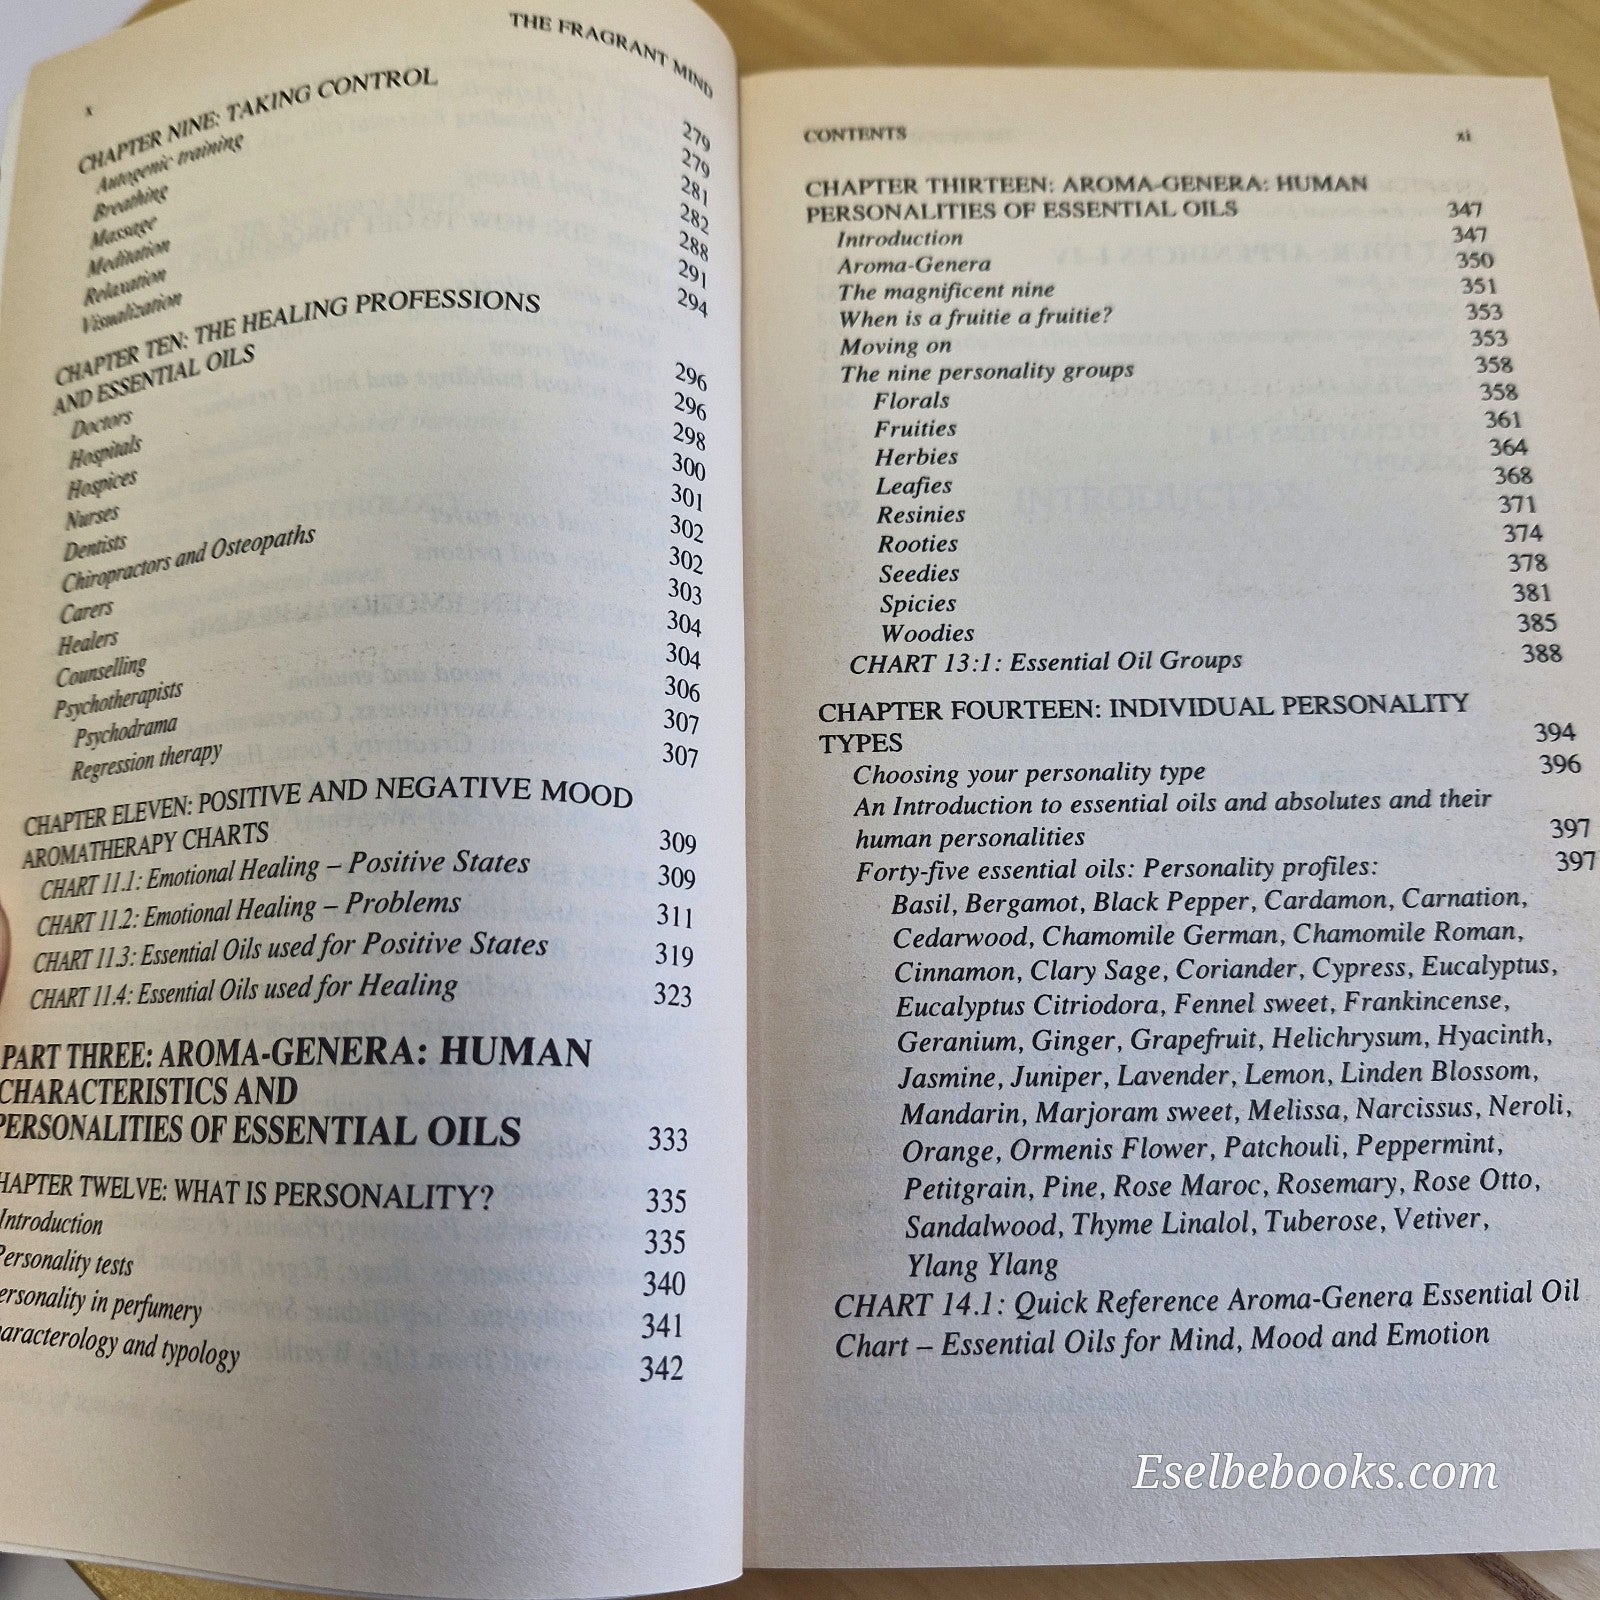 x
THE FRAGRANT MIND
CHAPTER NINE: TAKING CONTROL 279
Autogenic training 279
Breathing 281
Massage 282
Meditation 288
Relaxation 291
Visualization 294
CHAPTER TEN: THE HEALING PROFESSIONS
AND ESSENTIAL OILS 296
Doctors 296
Hospitals 298
Hospices 300
Nurses 301
Dentists 302
Chiropractors and Osteopaths 302
Carers 303
Healers 304
Counselling 304
Psychotherapists 306
Psychodrama 307
Regression therapy 307
CHAPTER ELEVEN: POSITIVE AND NEGATIVE MOOD
AROMATHERAPY CHARTS 309
CHART 11.1: Emotional Healing – Positive States 309
CHART 11.2: Emotional Healing – Problems 311
CHART 11.3: Essential Oils used for Positive States 319
CHART 11.4: Essential Oils used for Healing 323
PART THREE: AROMA-GENERA: HUMAN
CHARACTERISTICS AND
PERSONALITIES OF ESSENTIAL OILS 333
HAPTER TWELVE: WHAT IS PERSONALITY? 335
Introduction 335
Personality tests 340
ersonality in perfumery 341
aracterology and typology 342
CONTENTS xi
CHAPTER THIRTEEN: AROMA-GENERA: HUMAN
PERSONALITIES OF ESSENTIAL OILS 347
Introduction 347
Aroma-Genera 350
The magnificent nine 351
When is a fruitie a fruitie? 353
Moving on 353
The nine personality groups 358
Florals 358
Fruities 361
Herbies 364
Leafies 368
Resinies 371
Rooties 374
Seedies 378
Spicies 381
Woodies 385
CHART 13:1: Essential Oil Groups 388
CHAPTER FOURTEEN: INDIVIDUAL PERSONALITY
TYPES 394
Choosing your personality type 396
An Introduction to essential oils and absolutes and their
human personalities 397
Forty-five essential oils: Personality profiles: 397
Basil, Bergamot, Black Pepper, Cardamon, Carnation,
Cedarwood, Chamomile German, Chamomile Roman,
Cinnamon, Clary Sage, Coriander, Cypress, Eucalyptus,
Eucalyptus Citriodora, Fennel sweet, Frankincense,
Geranium, Ginger, Grapefruit, Helichrysum, Hyacinth,
Jasmine, Juniper, Lavender, Lemon, Linden Blossom,
Mandarin, Marjoram sweet, Melissa, Narcissus, Neroli,
Orange, Ormenis Flower, Patchouli, Peppermint,
Petitgrain, Pine, Rose Maroc, Rosemary, Rose Otto,
Sandalwood, Thyme Linalol, Tuberose, Vetiver,
Ylang Ylang
CHART 14.1: Quick Reference Aroma-Genera Essential Oil
Chart – Essential Oils for Mind, Mood and Emotion
Eselbebooks.com